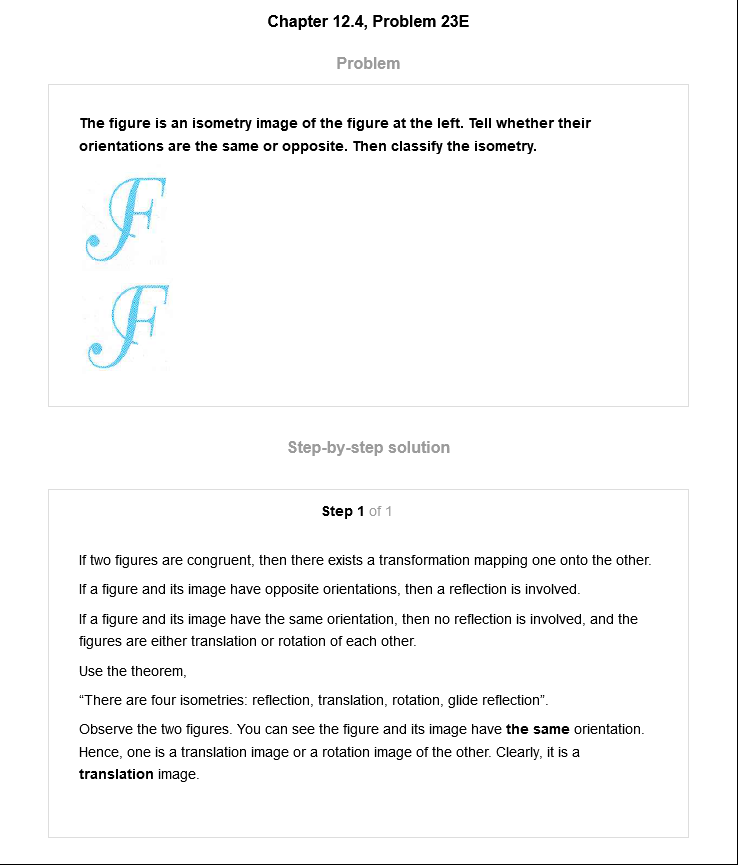 Chapter 12.4, Problem 23E
Problem
The figure is an isometry image of the figure at the left. Tell whether their
orientations are the same or opposite. Then classify the isometry.
F
F
Step-by-step solution
Step 1 of 1
If two figures are congruent, then there exists a transformation mapping one onto the other.
If a figure and its image have opposite orientations, then a reflection is involved.
If a figure and its image have the same orientation, then no reflection is involved, and the
figures are either translation or rotation of each other.
Use the theorem,
“There are four isometries: reflection, translation, rotation, glide reflection”.
Observe the two figures. You can see the figure and its image have the same orientation.
Hence, one is a translation image or a rotation image of the other. Clearly, it is a
translation image.